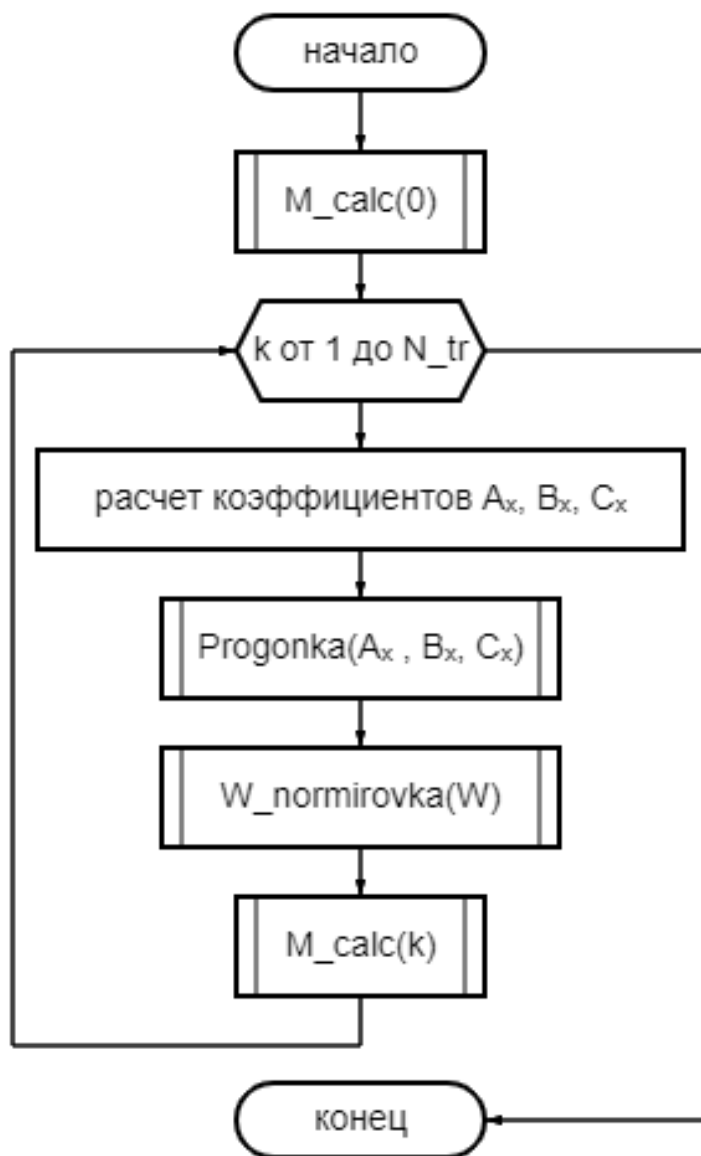 начало
M_calc(0)
k от 1 до N_tr
расчет коэффициентов Aₓ, Bₓ, Cₓ
Progonka(Aₓ , Bₓ, Cₓ)
W_normirovka(W)
M_calc(k)
конец